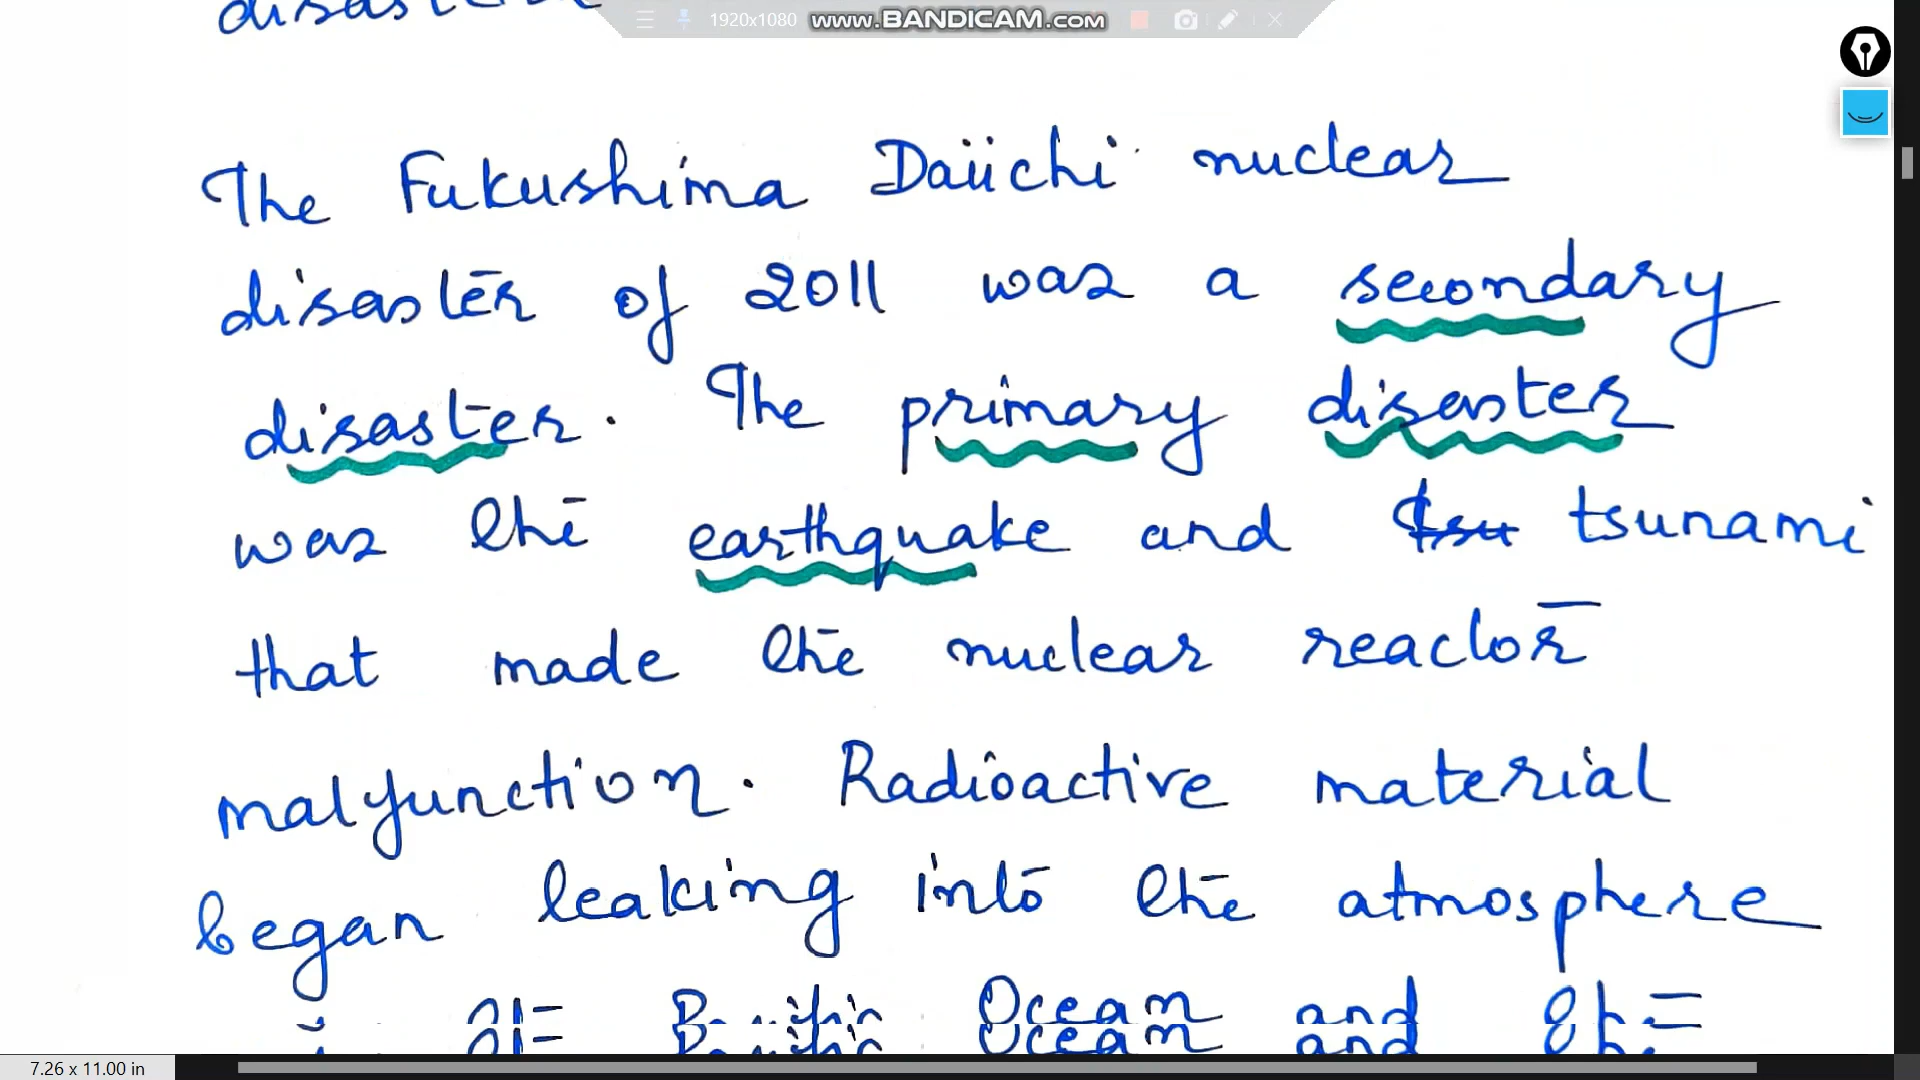 1920x1080 www.BANDICAM.com
The Fukushima Daiichi nuclear
disaster of 2011 was a secondary
disaster. The primary disaster
was the earthquake and tsu tsunami
that made the nuclear reactor
malfunction. Radioactive material
began leaking into the atmosphere
Ocean and
7.26 x 11.00 in